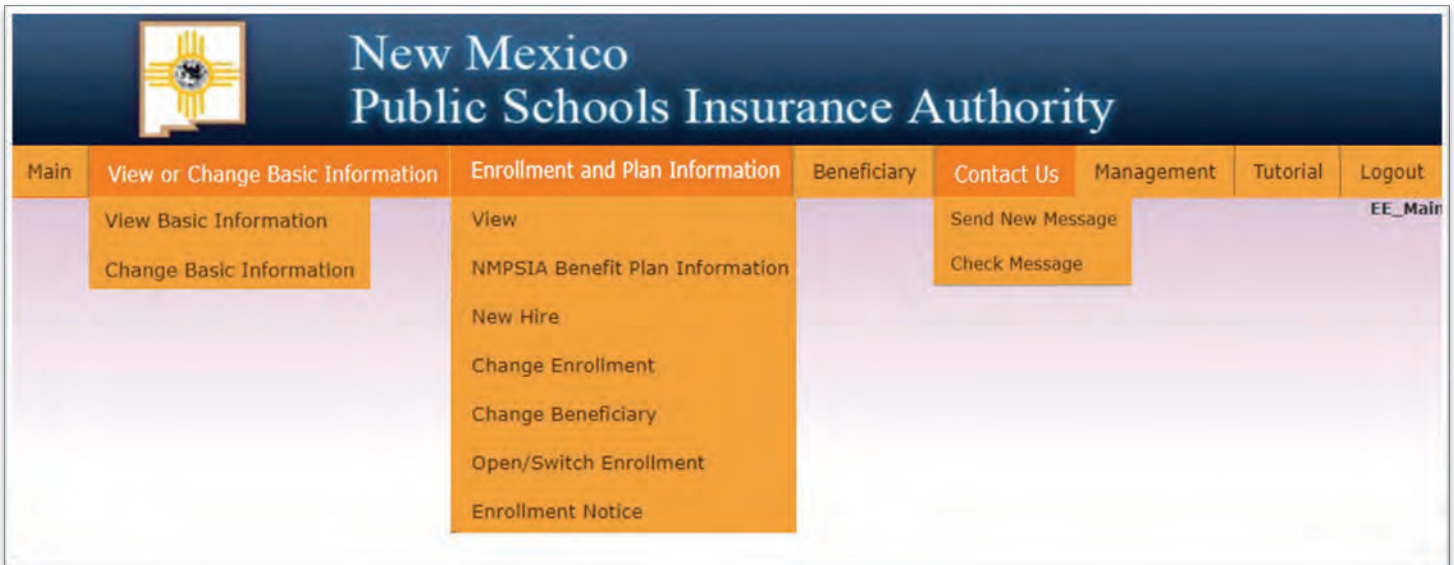 New Mexico
Public Schools Insurance Authority
Main View or Change Basic Information Enrollment and Plan Information Beneficiary Contact Us Management Tutorial Logout
EE_Main
View Basic Information
Change Basic Information
View
NMPSIA Benefit Plan Information
New Hire
Change Enrollment
Change Beneficiary
Open/Switch Enrollment
Enrollment Notice
Send New Message
Check Message